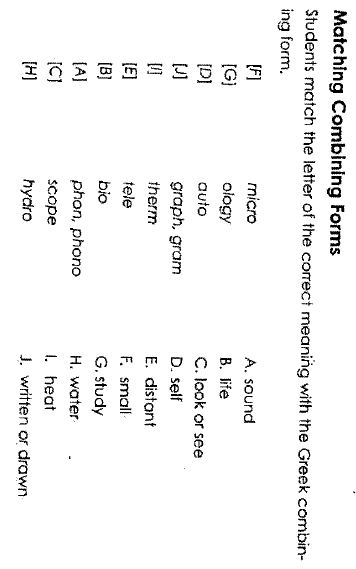 Matching Combining Forms
Students match the letter of the correct meaning with the Greek combin-
ing form.
[F] micro A. sound
[G] ology B. life
[D] auto C. look or see
[J] graph, gram D. self
[I] therm E. distant
[E] tele F. small
[B] bio G. study
[A] phon, phono H. water
[C] scope I. heat
[H] hydro J. written or drawn